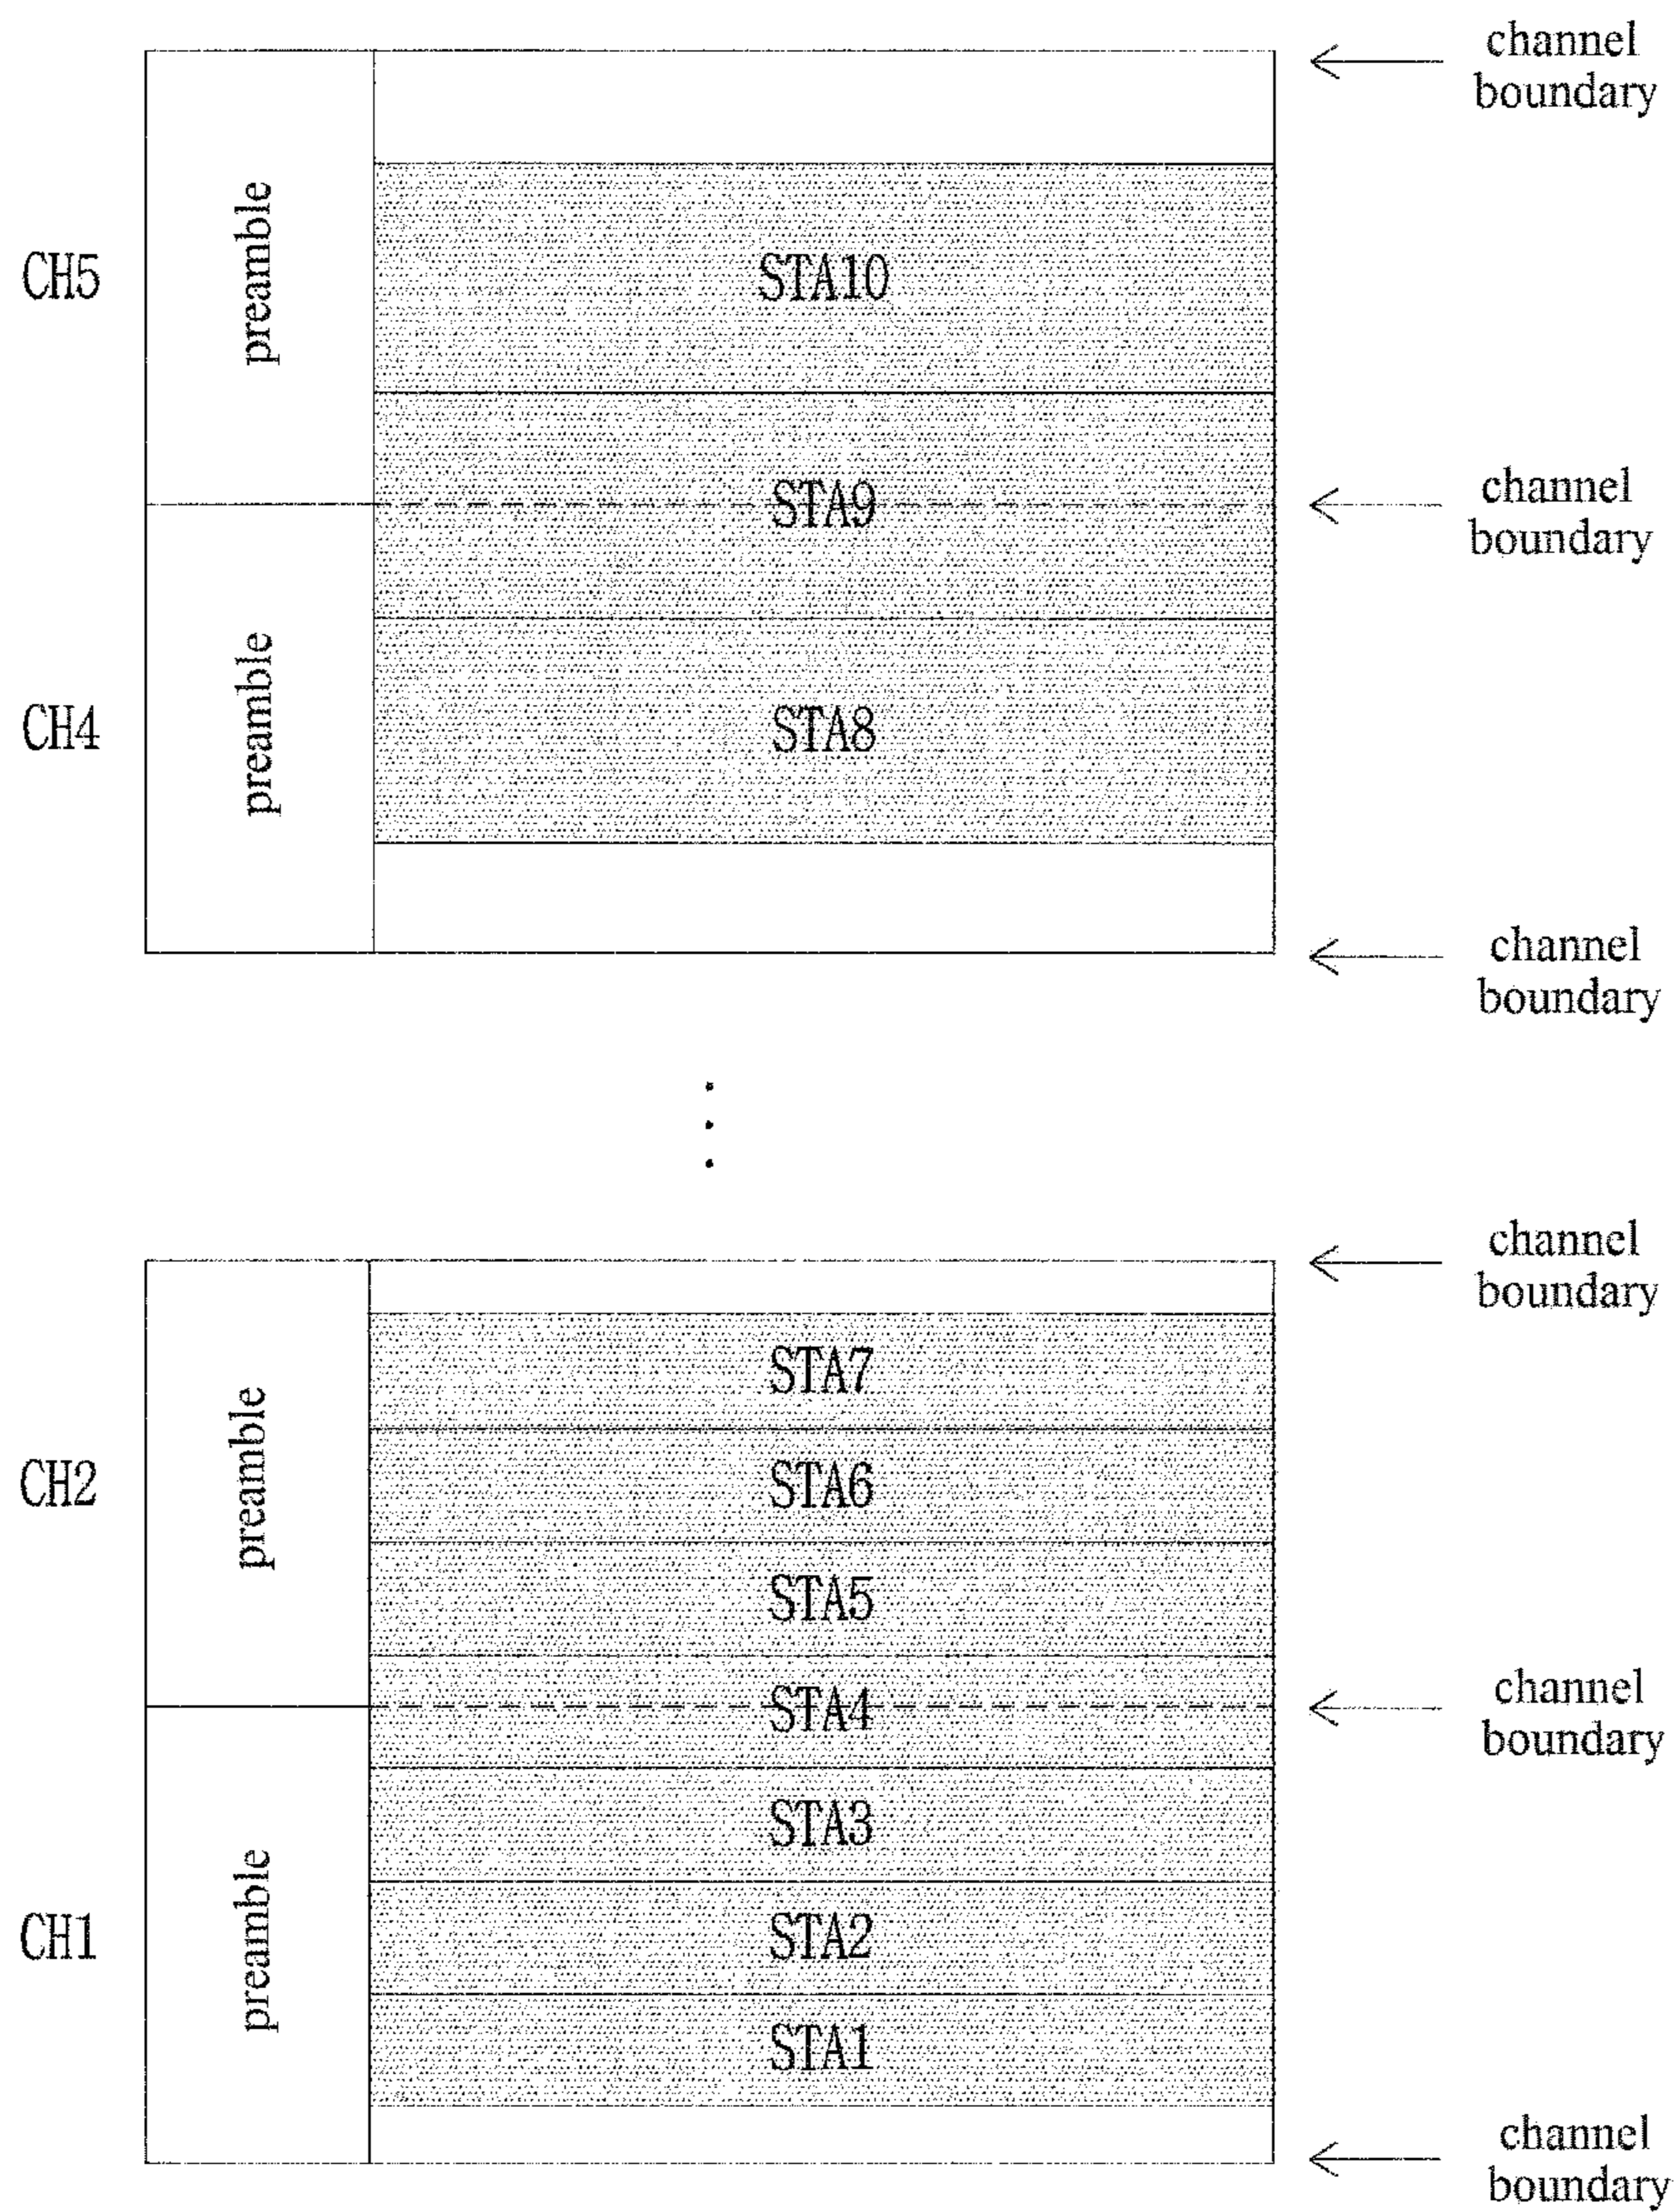 channel
boundary
CH5
preamble
STA10
channel
boundary
STA9
CH4
preamble
STA8
channel
boundary
channel
boundary
STA7
CH2
preamble
STA6
STA5
channel
boundary
STA4
STA3
CH1
preamble
STA2
STA1
channel
boundary